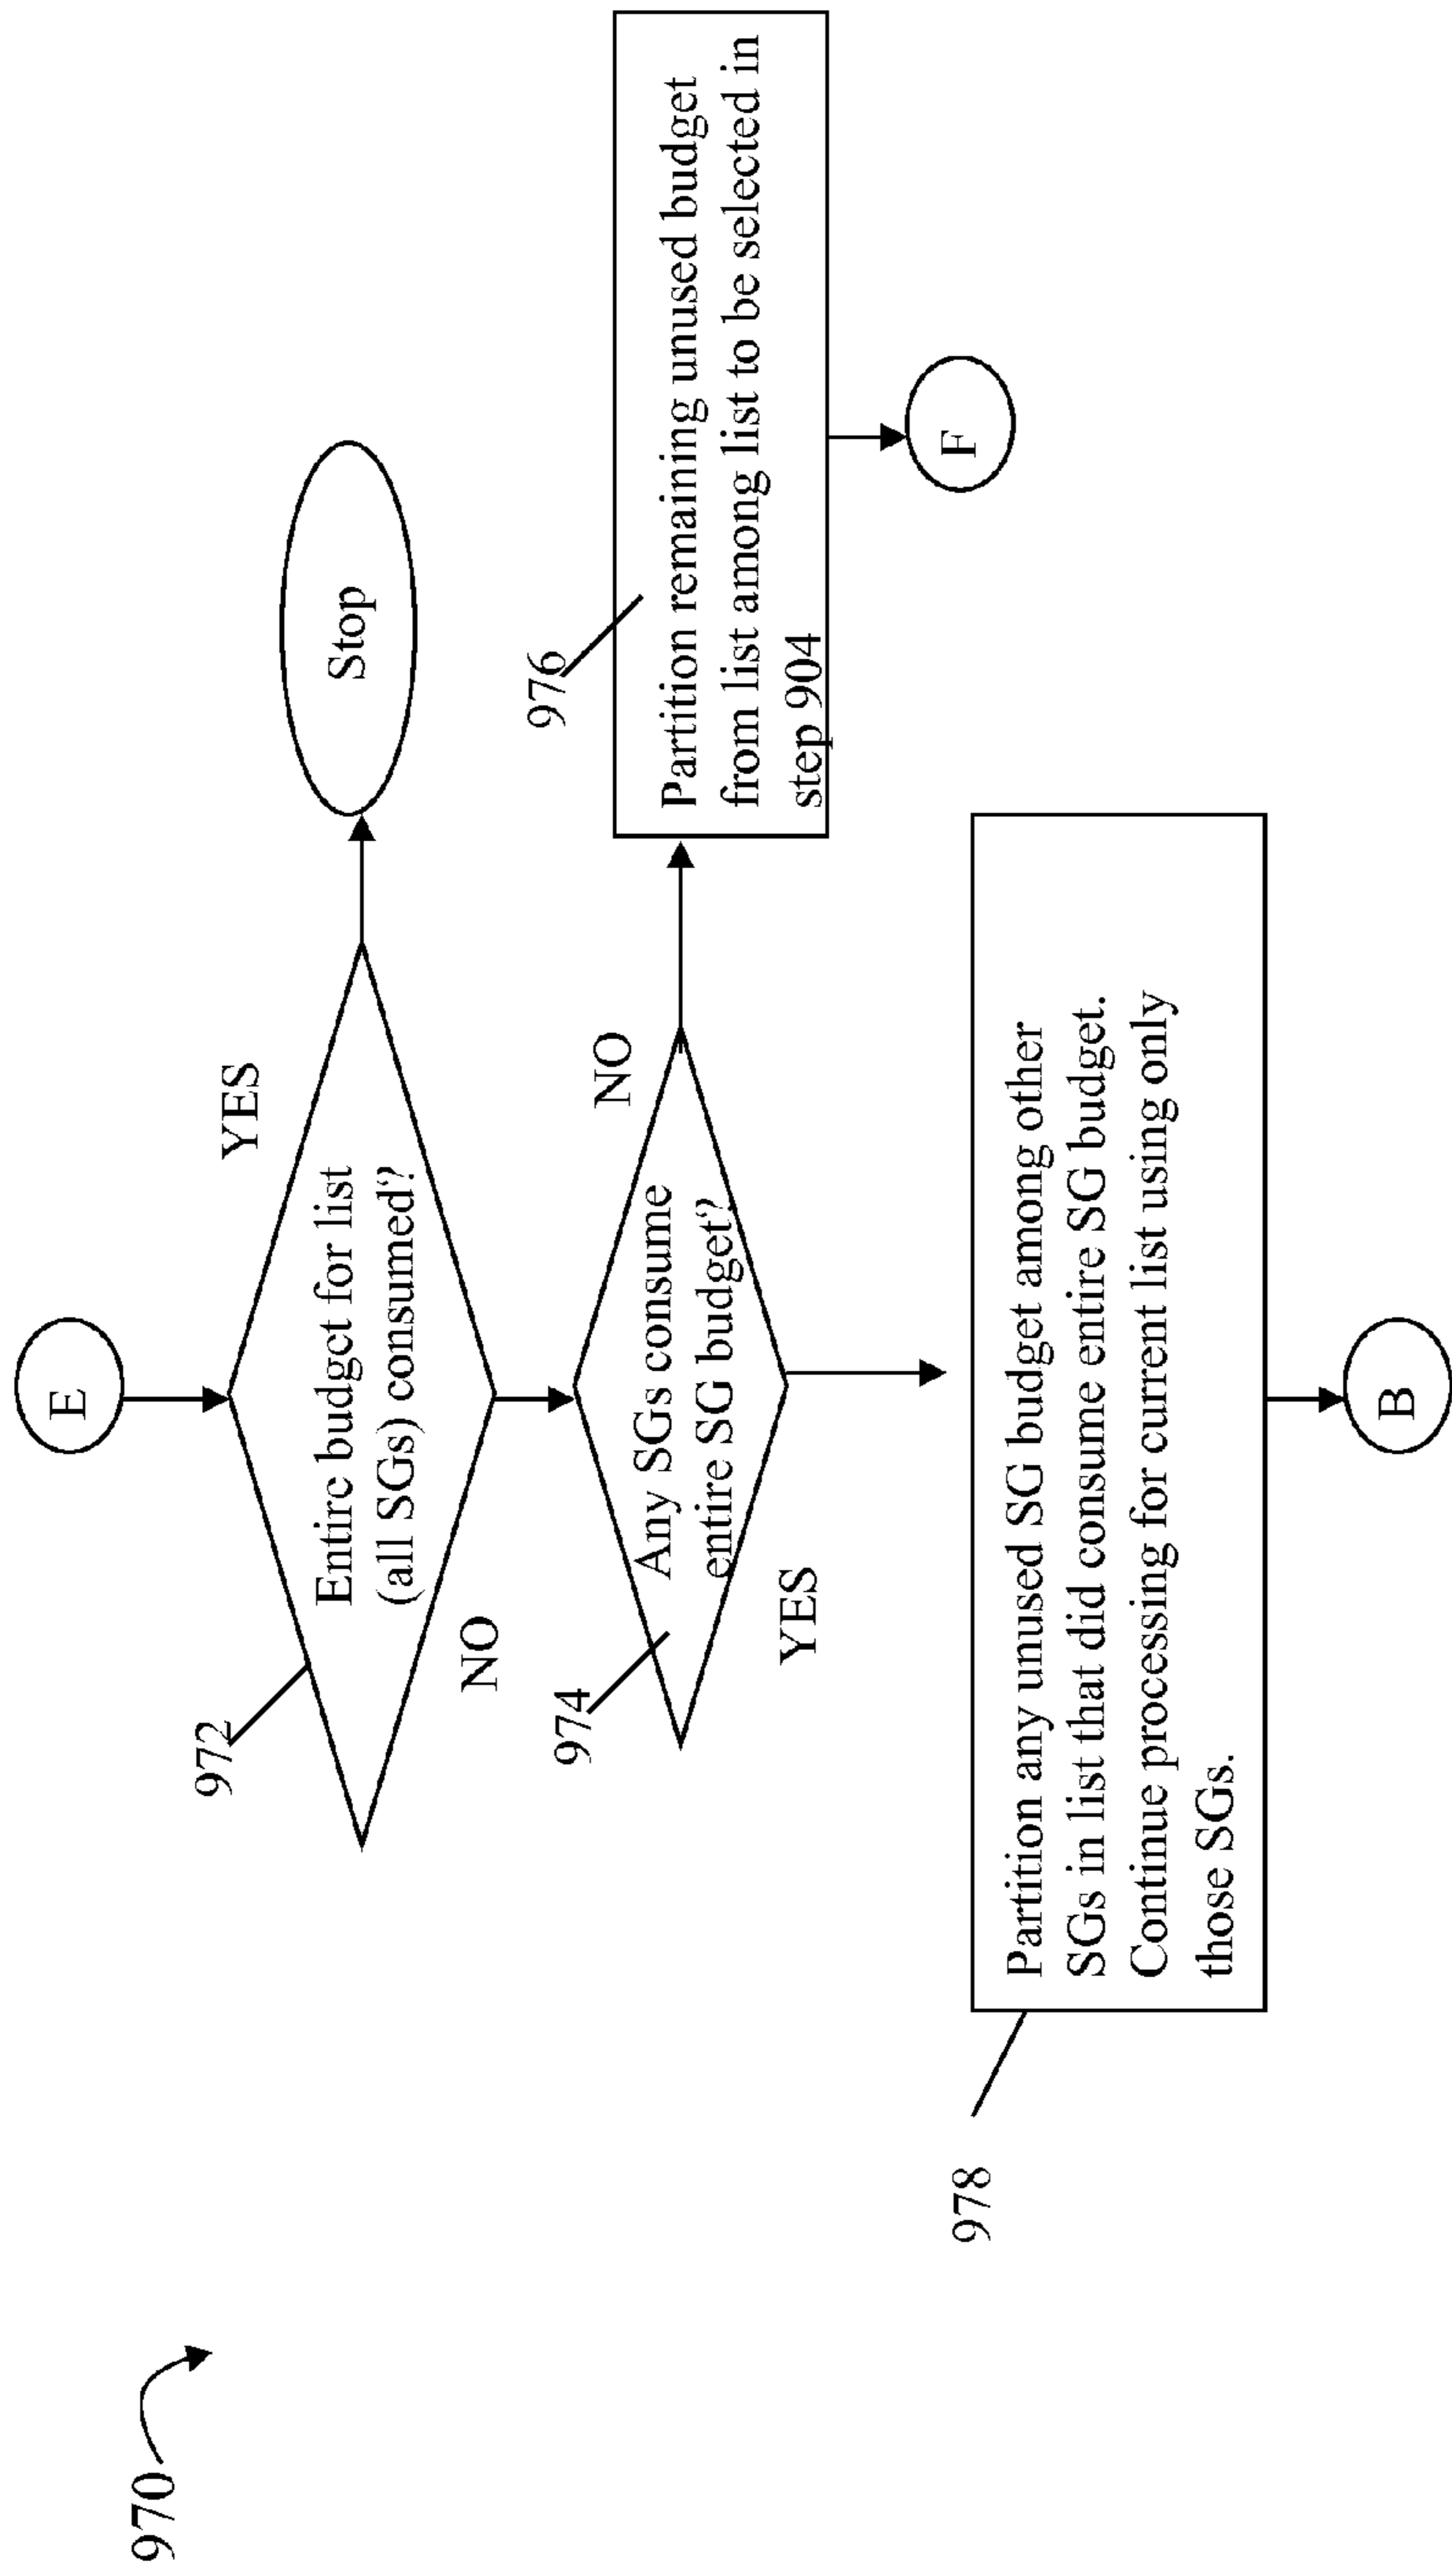 970
E
972
Entire budget for list
(all SGs) consumed?
YES
Stop
NO
974
Any SGs consume
entire SG budget?
NO
976
Partition remaining unused budget
from list among list to be selected in
step 904
F
YES
978
Partition any unused SG budget among other
SGs in list that did consume entire SG budget.
Continue processing for current list using only
those SGs.
B